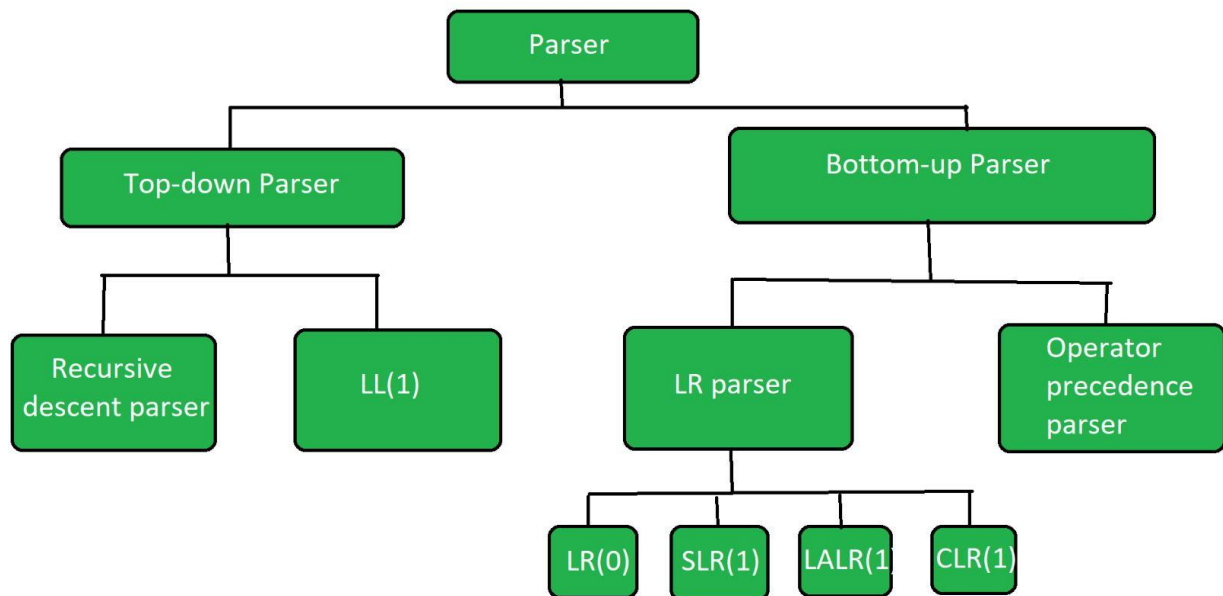 Parser
Top-down Parser
Bottom-up Parser
Recursive
descent parser
LL(1)
LR parser
Operator
precedence
parser
LR(0)
SLR(1)
LALR(1)
CLR(1)